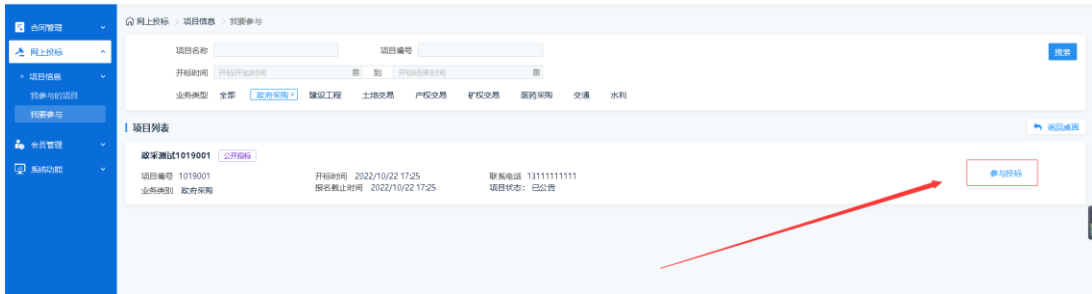 合同管理
网上投标
项目信息
我参与的项目
我要参与
会员管理
系统功能
网上投标 > 项目信息 > 我要参与
项目名称 项目编号 搜索
开标时间 开标开始时间 到 开标结束时间
业务类型 全部 政府采购 × 建设工程 土地交易 产权交易 矿权交易 医药采购 交通 水利
项目列表 返回桌面
政采测试1019001 公开招标
项目编号 1019001 开标时间 2022/10/22 17:25 联系电话 13111111111 参与投标
业务类别 政府采购 报名截止时间 2022/10/22 17:25 项目状态: 已公告